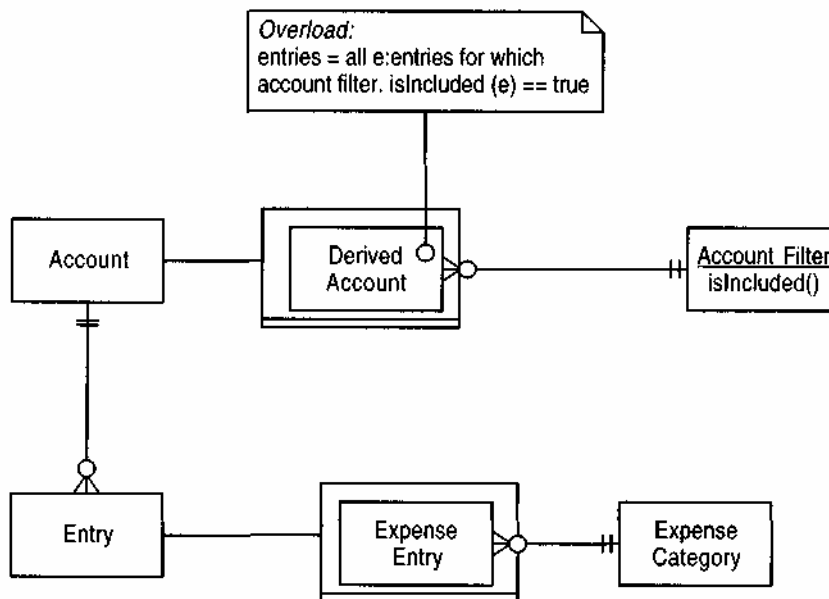 Overload:
entries = all e:entries for which
account filter. isIncluded (e) == true
Account
Derived
Account
Account Filter
isIncluded()
Entry
Expense
Entry
Expense
Category